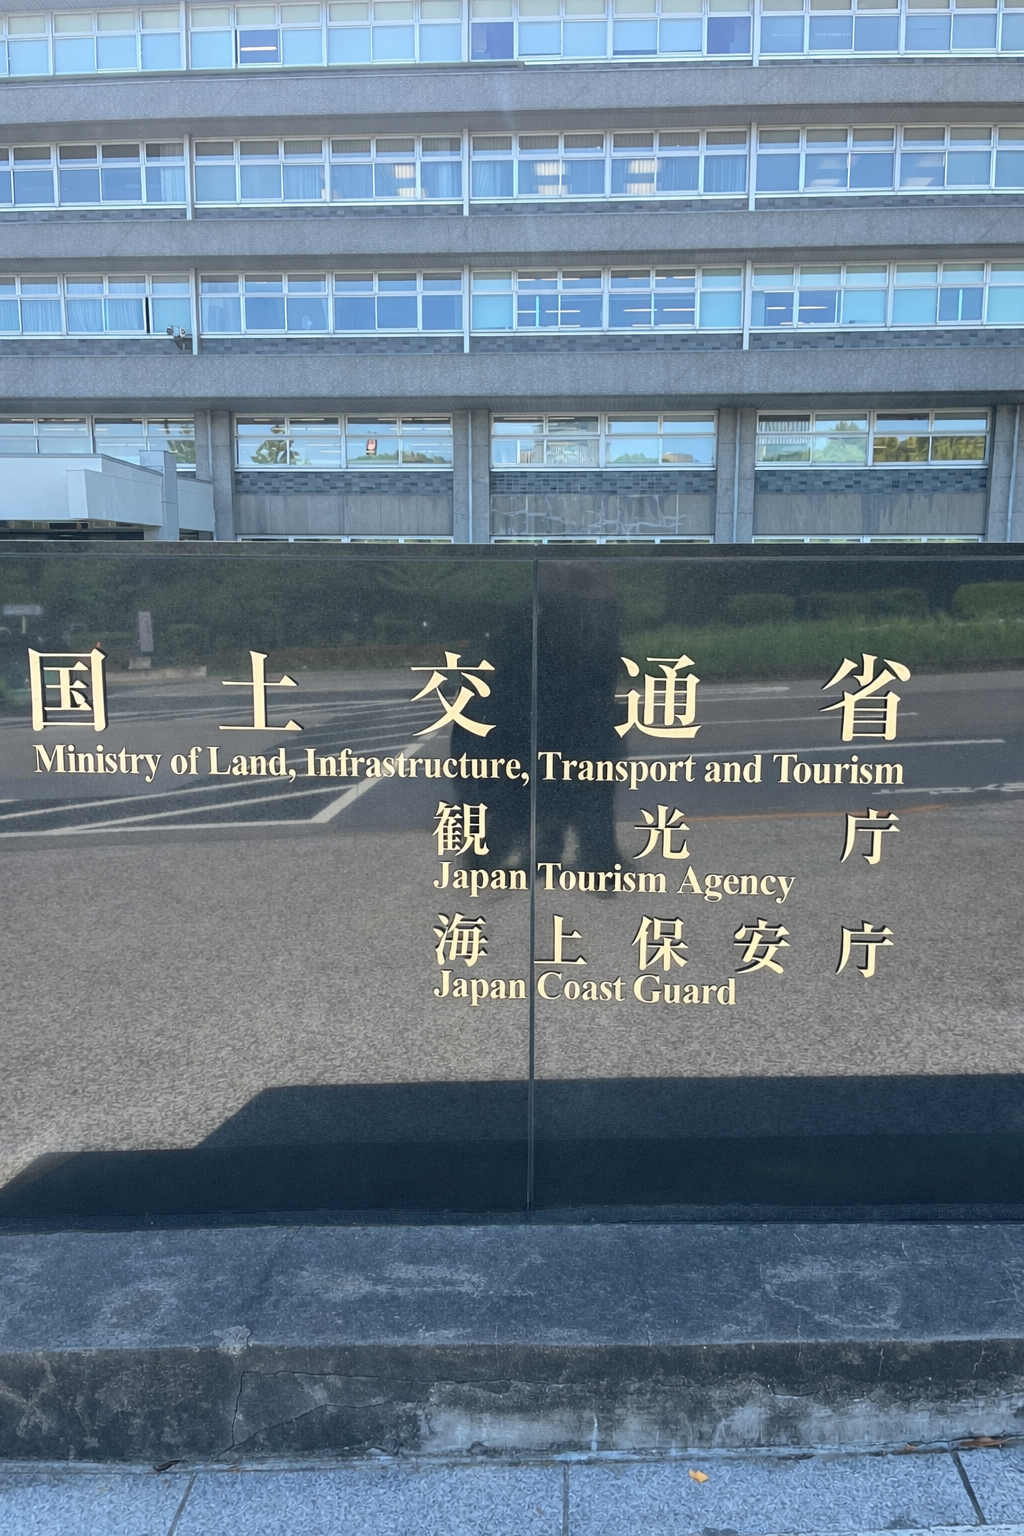 国土交通省
Ministry of Land, Infrastructure, Transport and Tourism
観光庁
Japan Tourism Agency
海上保安庁
Japan Coast Guard